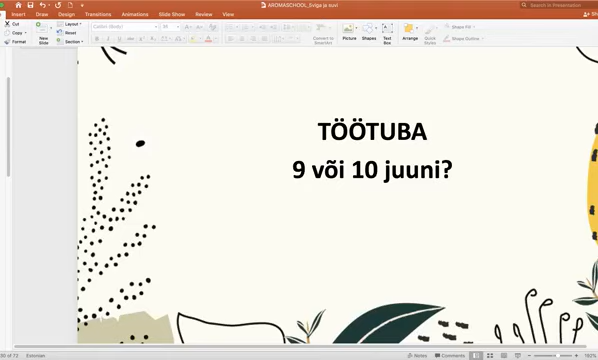 AROMASCHOOL_Sviga ja suvi
Search in Presentation
Insert Draw Design Transitions Animations Slide Show Review View
Cut
Copy
Format
New Slide
Layout
Reset
Section
Convert to SmartArt
Picture
Shapes
Text Box
Arrange
Quick Styles
Shape Fill
Shape Outline
TÖÖTUBA
9 või 10 juuni?
of 72
Estonian
Notes
Comments